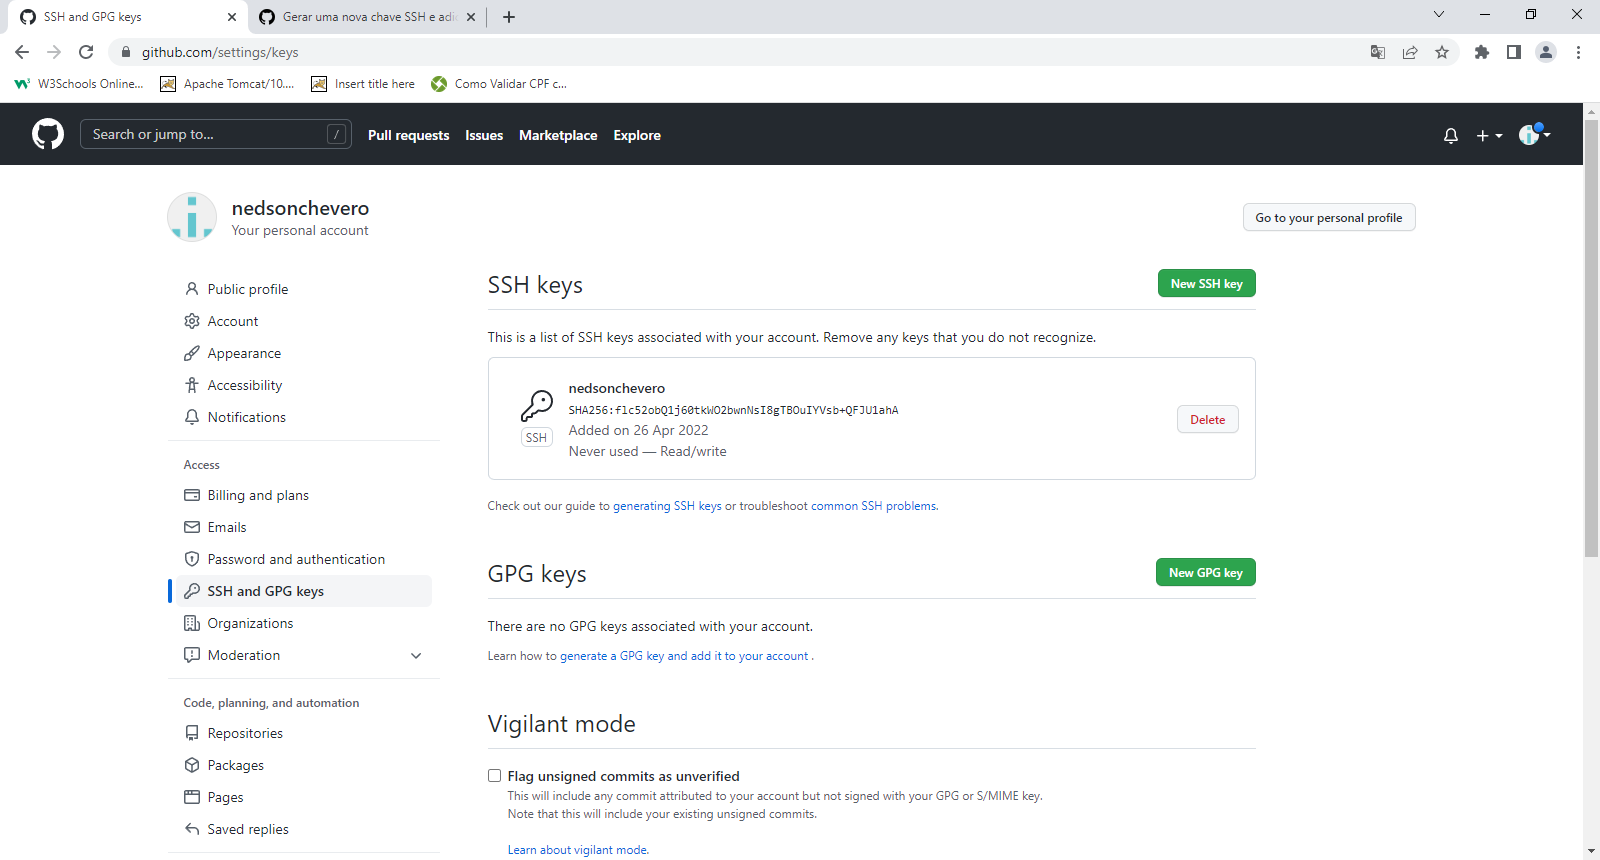 SSH and GPG keys
Gerar uma nova chave SSH e adic
github.com/settings/keys
W3Schools Online...
Apache Tomcat/10....
Insert title here
Como Validar CPF c...
Search or jump to...
/
Pull requests
Issues
Marketplace
Explore
nedsonchevero
Your personal account
Go to your personal profile
Public profile
Account
Appearance
Accessibility
Notifications
Access
Billing and plans
Emails
Password and authentication
SSH and GPG keys
Organizations
Moderation
Code, planning, and automation
Repositories
Packages
Pages
Saved replies
SSH keys
New SSH key
This is a list of SSH keys associated with your account. Remove any keys that you do not recognize.
nedsonchevero
SHA256:flc52obQ1j60tkWO2bwnNsI8gTBOuIYVsb+QFJU1ahA
SSH
Added on 26 Apr 2022
Never used — Read/write
Delete
Check out our guide to generating SSH keys or troubleshoot common SSH problems.
GPG keys
New GPG key
There are no GPG keys associated with your account.
Learn how to generate a GPG key and add it to your account .
Vigilant mode
Flag unsigned commits as unverified
This will include any commit attributed to your account but not signed with your GPG or S/MIME key.
Note that this will include your existing unsigned commits.
Learn about vigilant mode.